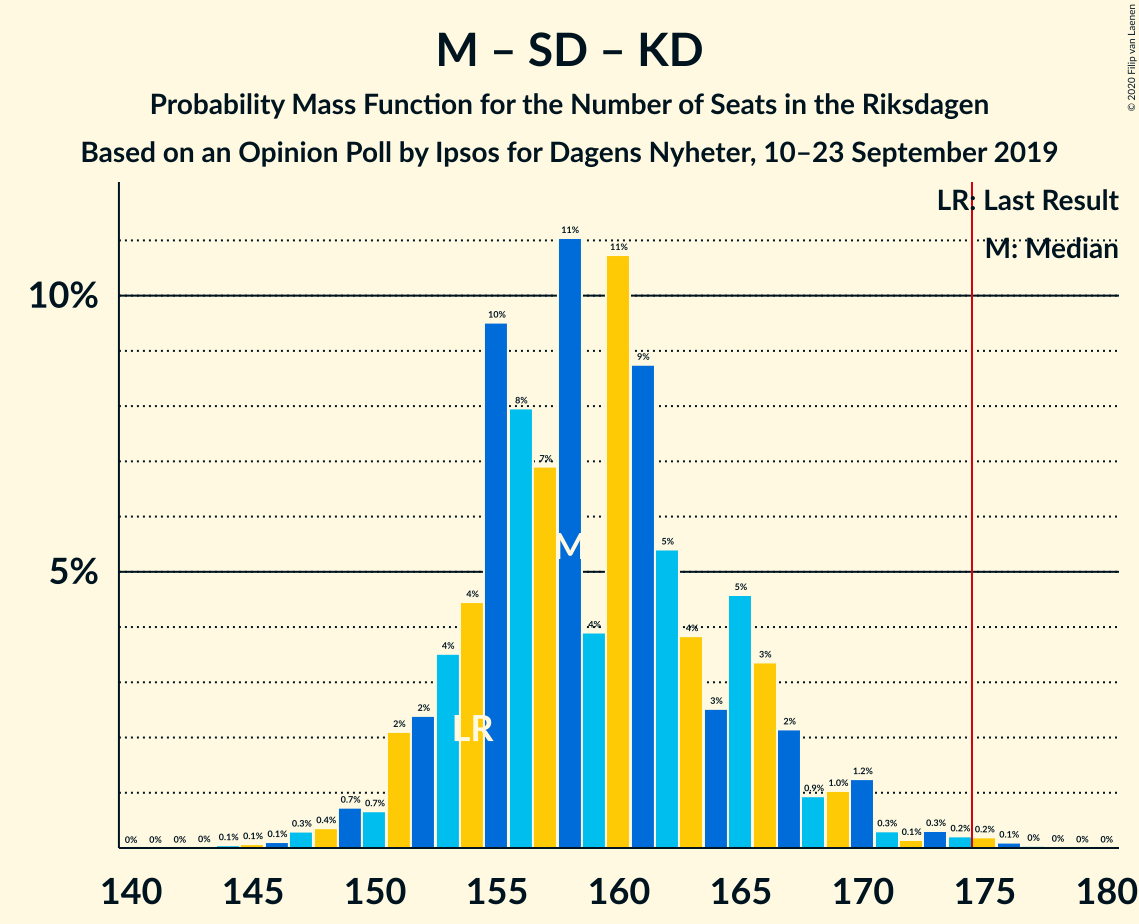 M – SD – KD
Probability Mass Function for the Number of Seats in the Riksdagen
Based on an Opinion Poll by Ipsos for Dagens Nyheter, 10–23 September 2019
© 2020 Filip van Laenen
LR: Last Result
M: Median
10%
5%
0% 0% 0% 0% 0.1% 0.1% 0.1% 0.3% 0.4% 0.7% 0.7% 2% 2% 4% 4% 10% 8% 7% 11% 4% 11% 9% 5% 4% 3% 5% 3% 2% 0.9% 1.0% 1.2% 0.3% 0.1% 0.3% 0.2% 0.2% 0.1% 0% 0% 0% 0%
M
LR
140 145 150 155 160 165 170 175 180